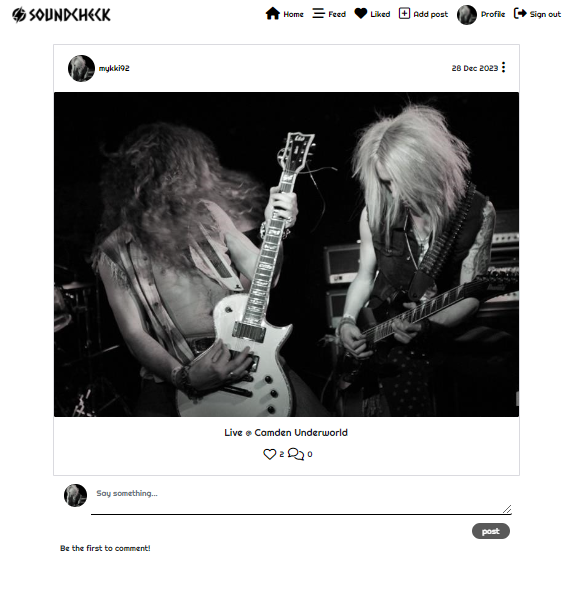 SOUNDCHECK
Home Feed Liked Add post Profile Sign out
mykki92 28 Dec 2023
Live @ Camden Underworld
2 0
Say something...
post
Be the first to comment!